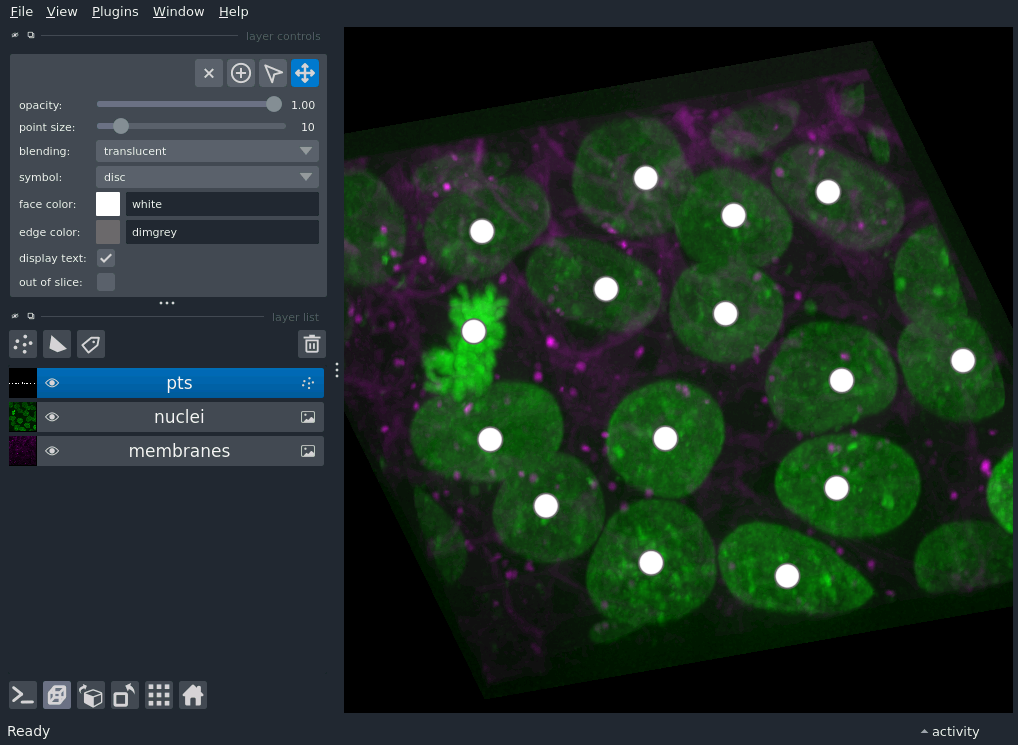 File View Plugins Window Help
layer controls
opacity: 1.00
point size: 10
blending: translucent
symbol: disc
face color: white
edge color: dimgrey
display text:
out of slice:
layer list
pts
nuclei
membranes
Ready activity